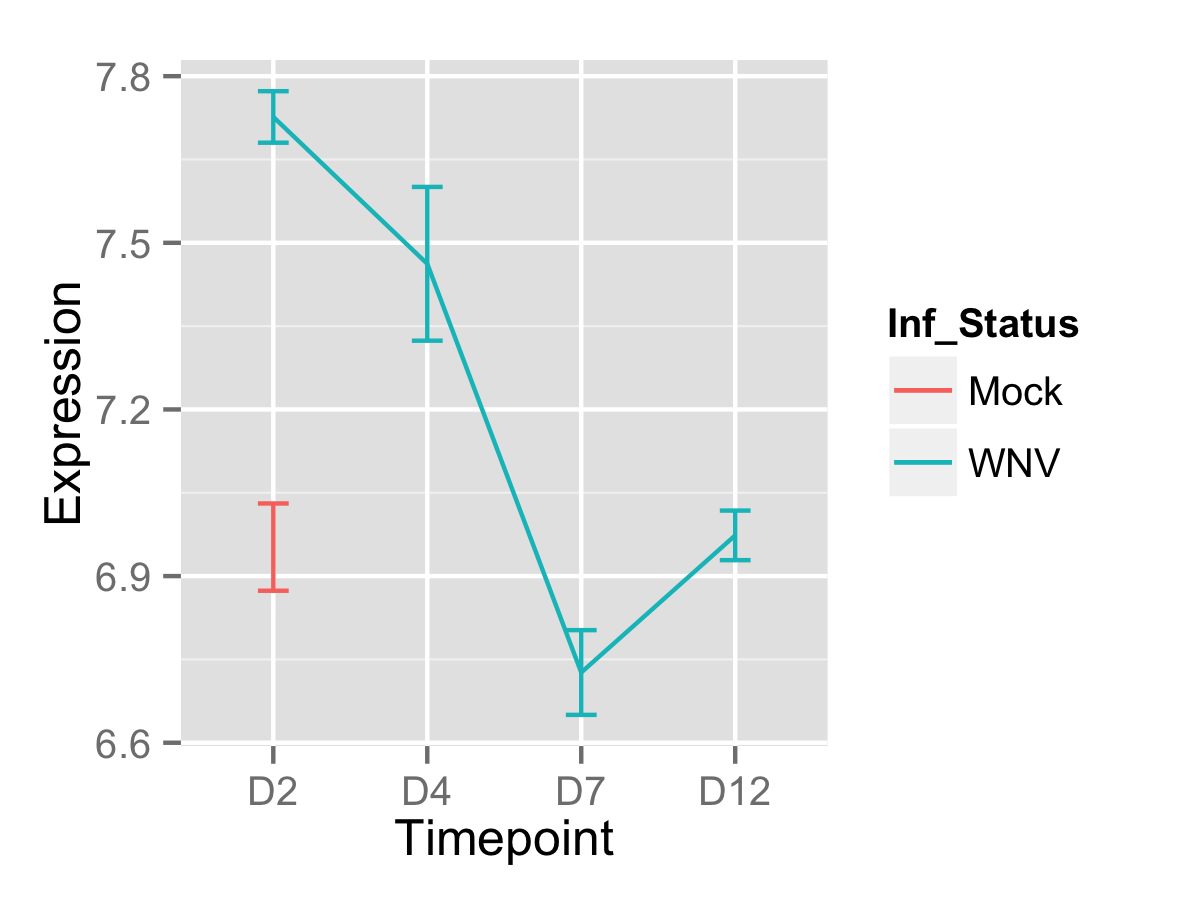 7.8
7.5
7.2
6.9
6.6
Expression
D2 D4 D7 D12
Timepoint
Inf_Status
Mock
WNV